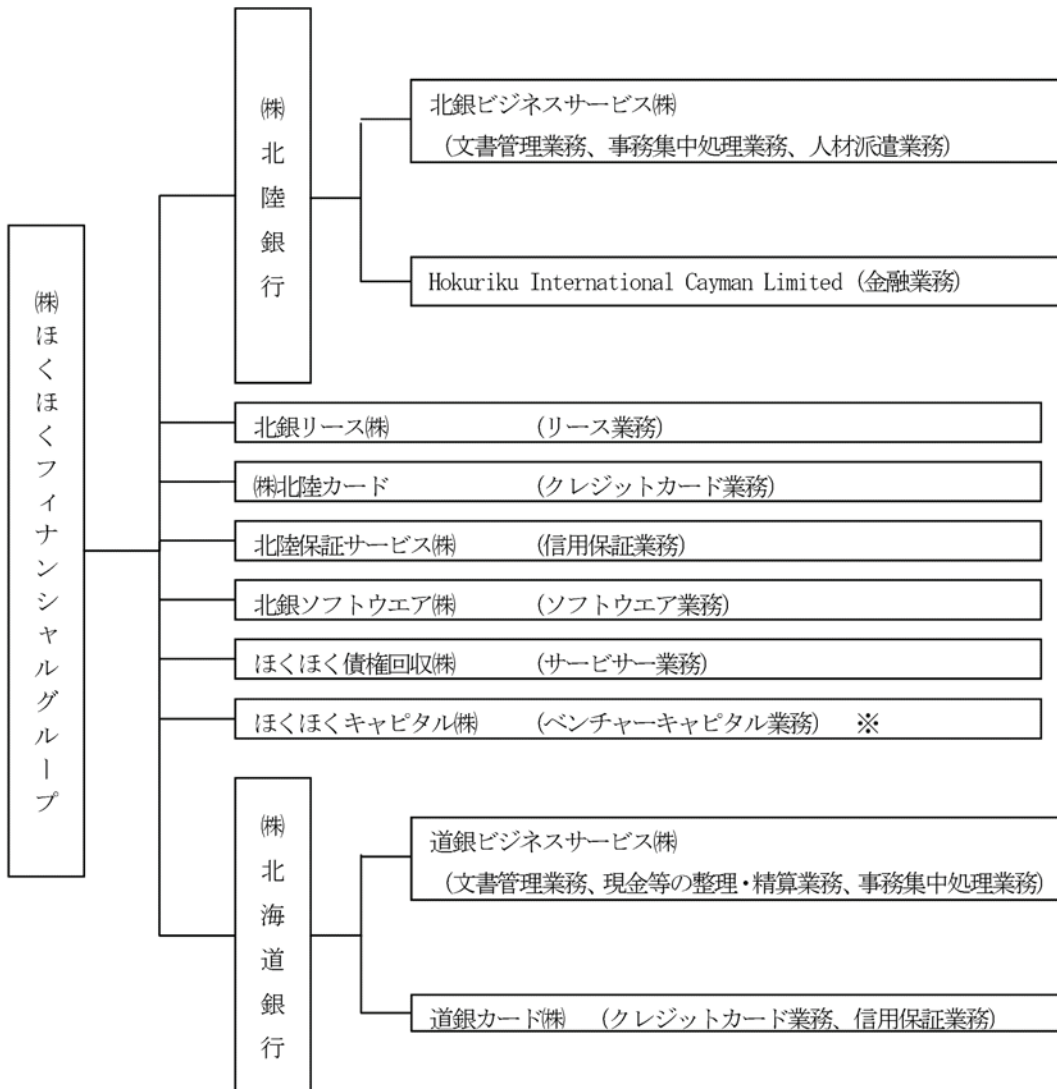 ㈱ほくほくフィナンシャルグループ
㈱北陸銀行
北銀ビジネスサービス㈱
(文書管理業務、事務集中処理業務、人材派遣業務)
Hokuriku International Cayman Limited (金融業務)
北銀リース㈱ (リース業務)
㈱北陸カード (クレジットカード業務)
北陸保証サービス㈱ (信用保証業務)
北銀ソフトウエア㈱ (ソフトウエア業務)
ほくほく債権回収㈱ (サービサー業務)
ほくほくキャピタル㈱ (ベンチャーキャピタル業務) ※
㈱北海道銀行
道銀ビジネスサービス㈱
(文書管理業務、現金等の整理・精算業務、事務集中処理業務)
道銀カード㈱ (クレジットカード業務、信用保証業務)